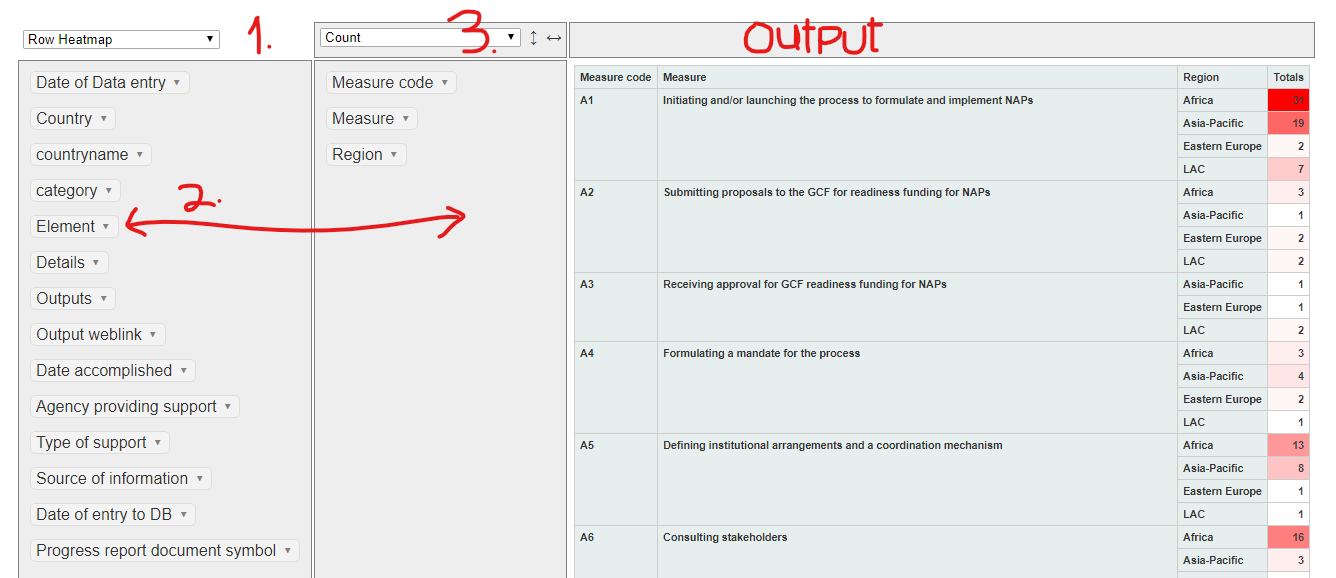 Row Heatmap
1.
Count
3.
↕ ↔
OUtpUt
Date of Data entry
Country
countryname
category
Element
Details
Outputs
Output weblink
Date accomplished
Agency providing support
Type of support
Source of information
Date of entry to DB
Progress report document symbol
2.
Measure code
Measure
Region
Measure code Measure Region Totals
A1 Initiating and/or launching the process to formulate and implement NAPs Africa 31
Asia-Pacific 19
Eastern Europe 2
LAC 7
A2 Submitting proposals to the GCF for readiness funding for NAPs Africa 3
Asia-Pacific 1
Eastern Europe 2
LAC 2
A3 Receiving approval for GCF readiness funding for NAPs Asia-Pacific 1
Eastern Europe 1
LAC 2
A4 Formulating a mandate for the process Africa 3
Asia-Pacific 4
Eastern Europe 2
LAC 1
A5 Defining institutional arrangements and a coordination mechanism Africa 13
Asia-Pacific 8
Eastern Europe 1
LAC 1
A6 Consulting stakeholders Africa 16
Asia-Pacific 3